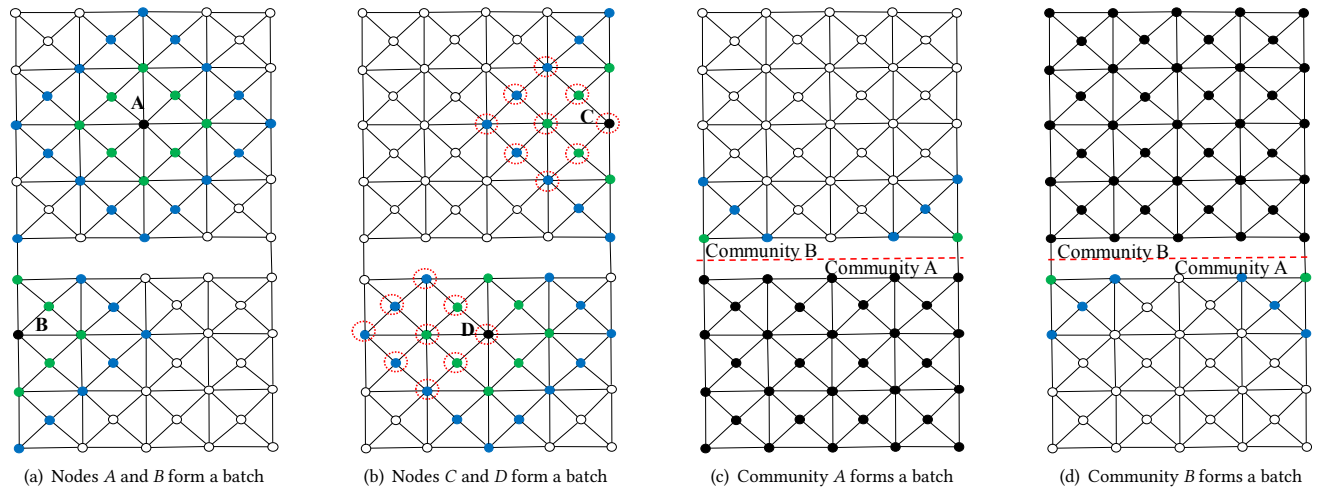 A
B
C
D
Community B
Community A
Community B
Community A
(a) Nodes A and B form a batch
(b) Nodes C and D form a batch
(c) Community A forms a batch
(d) Community B forms a batch